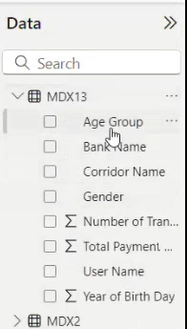 Data
Search
MDX13
Age Group
Bank Name
Corridor Name
Gender
Number of Tran...
Total Payment ...
User Name
Year of Birth Day
MDX2